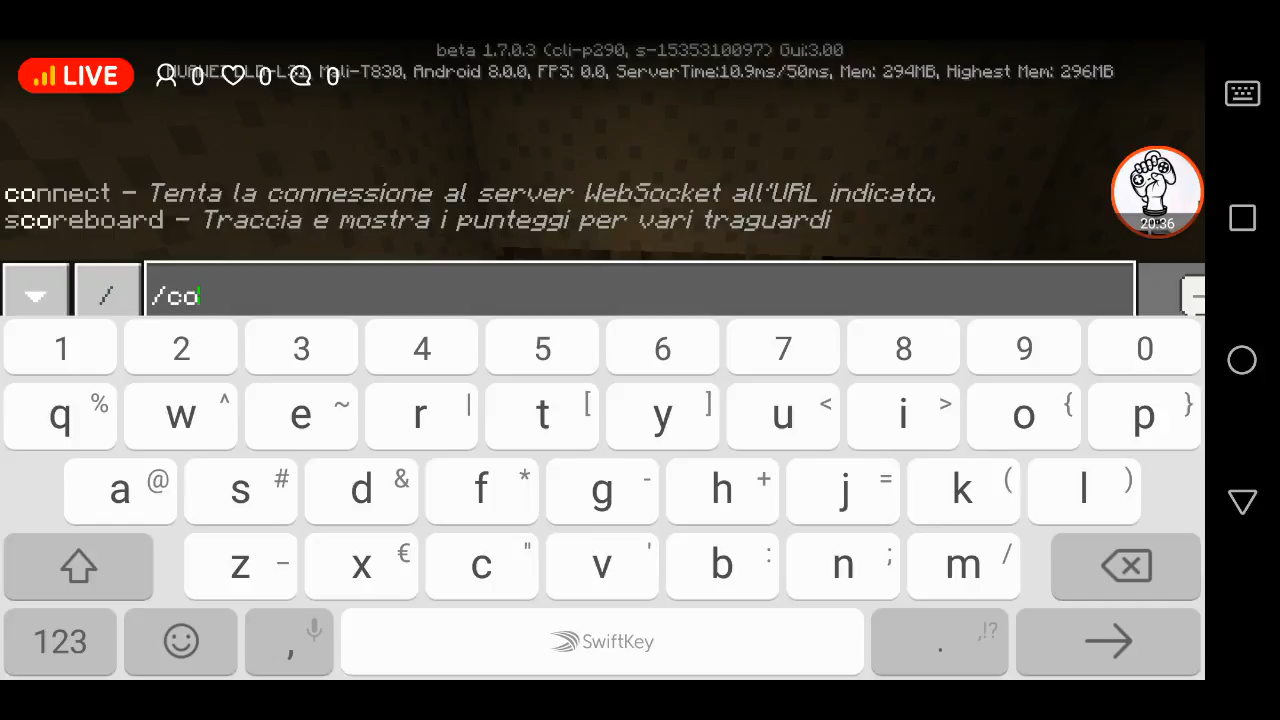 beta 1.7.0.3 (cli-p290, s-1535310097) Gui:3.00
LIVE 0 0 0
Mali-T830, Android 8.0.0, FPS: 0.0, ServerTime:10.9ms/50ms, Mem: 294MB, Highest Mem: 296MB
connect – Tenta la connessione al server WebSocket all'URL indicato.
scoreboard – Traccia e mostra i punteggi per vari traguardi
20:36
/ /co
1 2 3 4 5 6 7 8 9 0
q % w ^ e ~ r | t [ y ] u < i > o { p }
a @ s # d & f * g - h + j = k ( l )
z – x € c " v ' b : n ; m /
123 , SwiftKey . ,!?